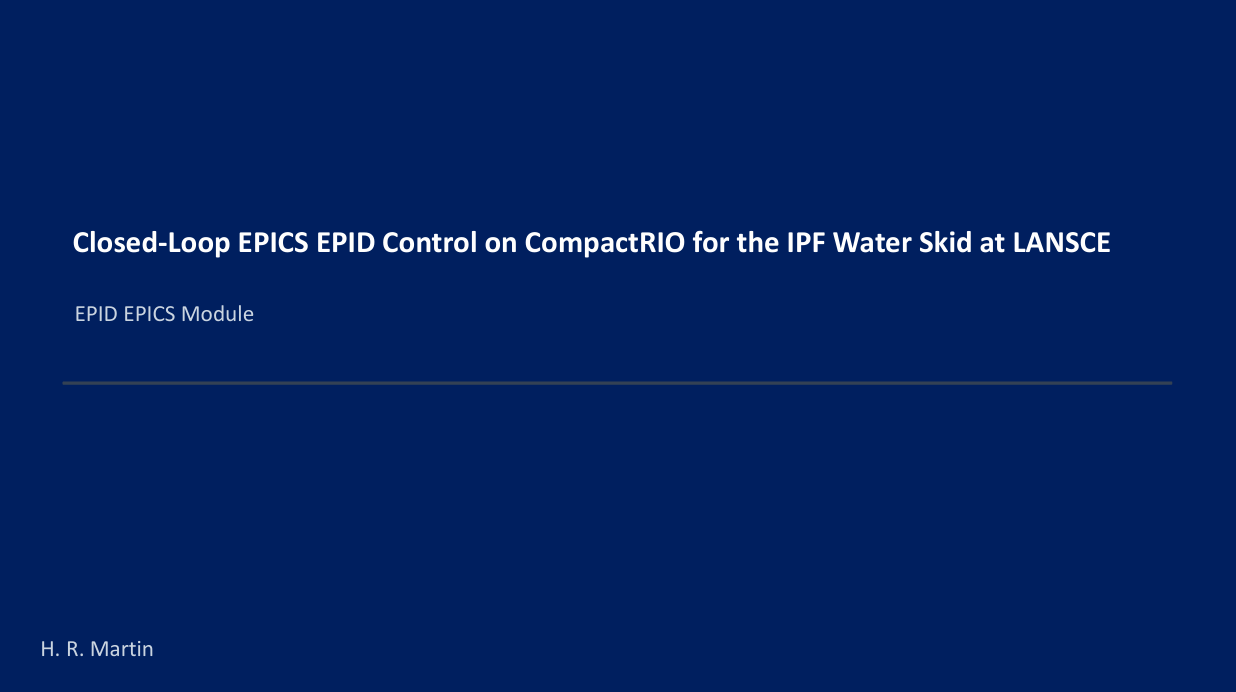 Closed-Loop EPICS EPID Control on CompactRIO for the IPF Water Skid at LANSCE
EPID EPICS Module
H. R. Martin